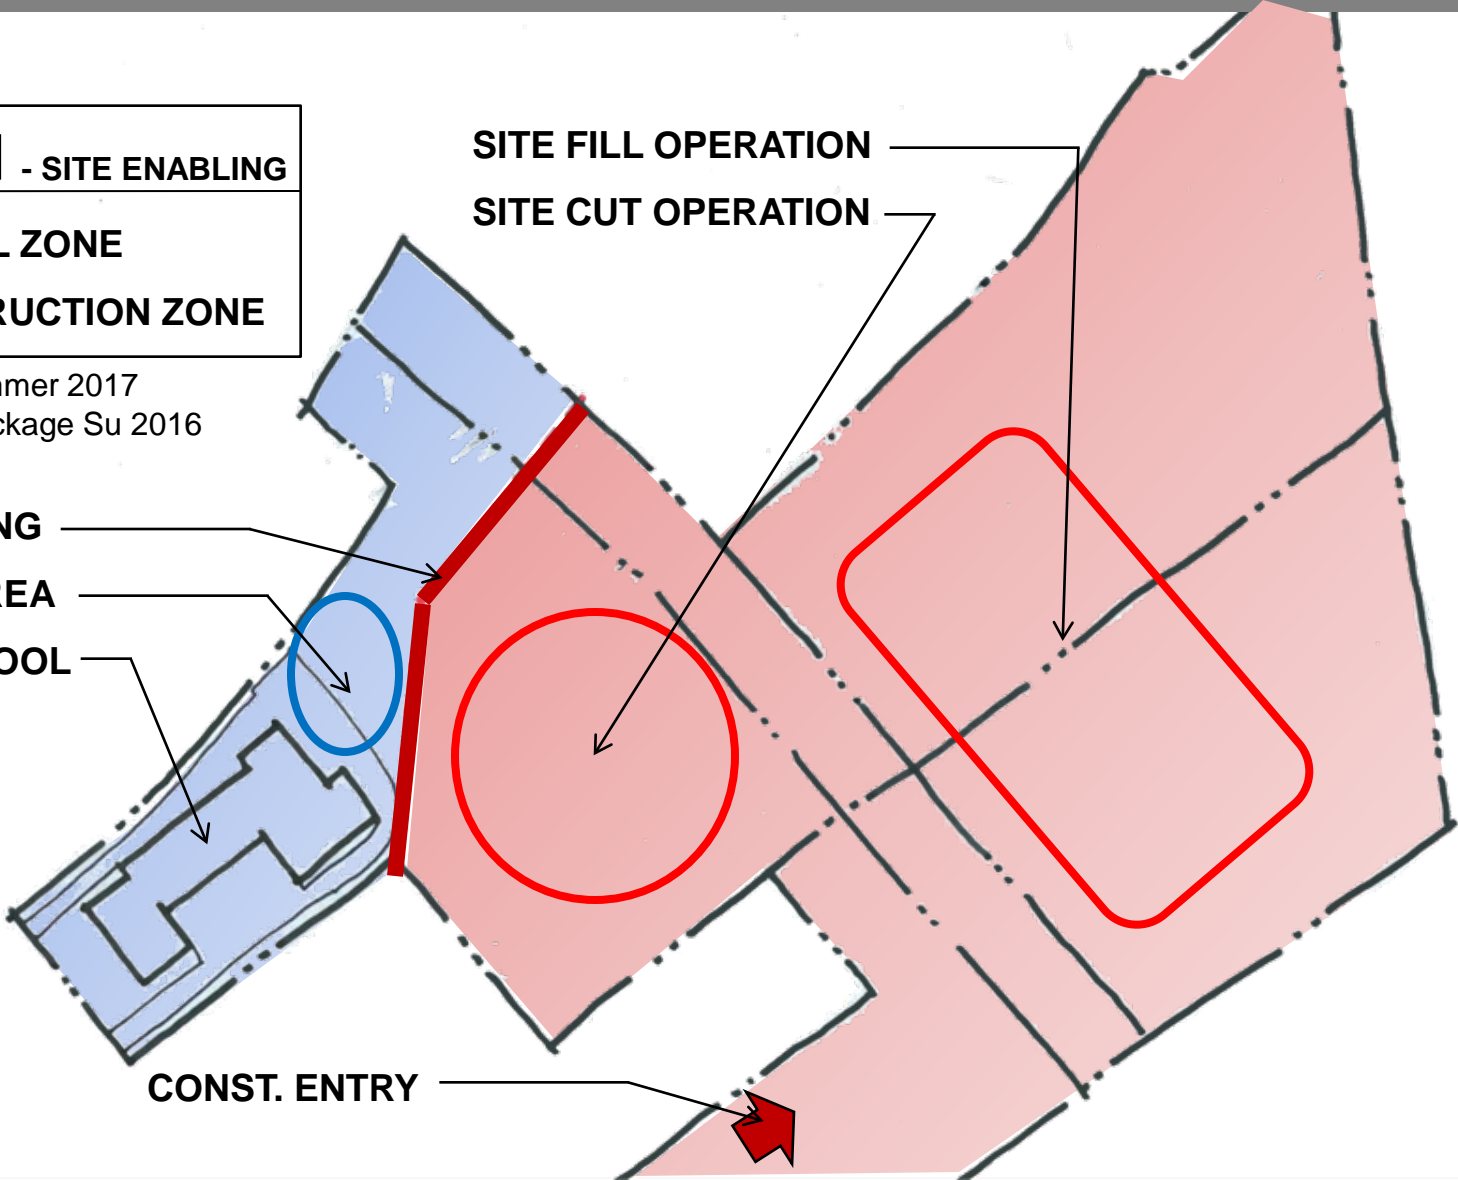 - SITE ENABLING
ZONE
RUCTION ZONE
mer 2017
ckage Su 2016
SITE FILL OPERATION
SITE CUT OPERATION
NG
REA
OOL
CONST. ENTRY